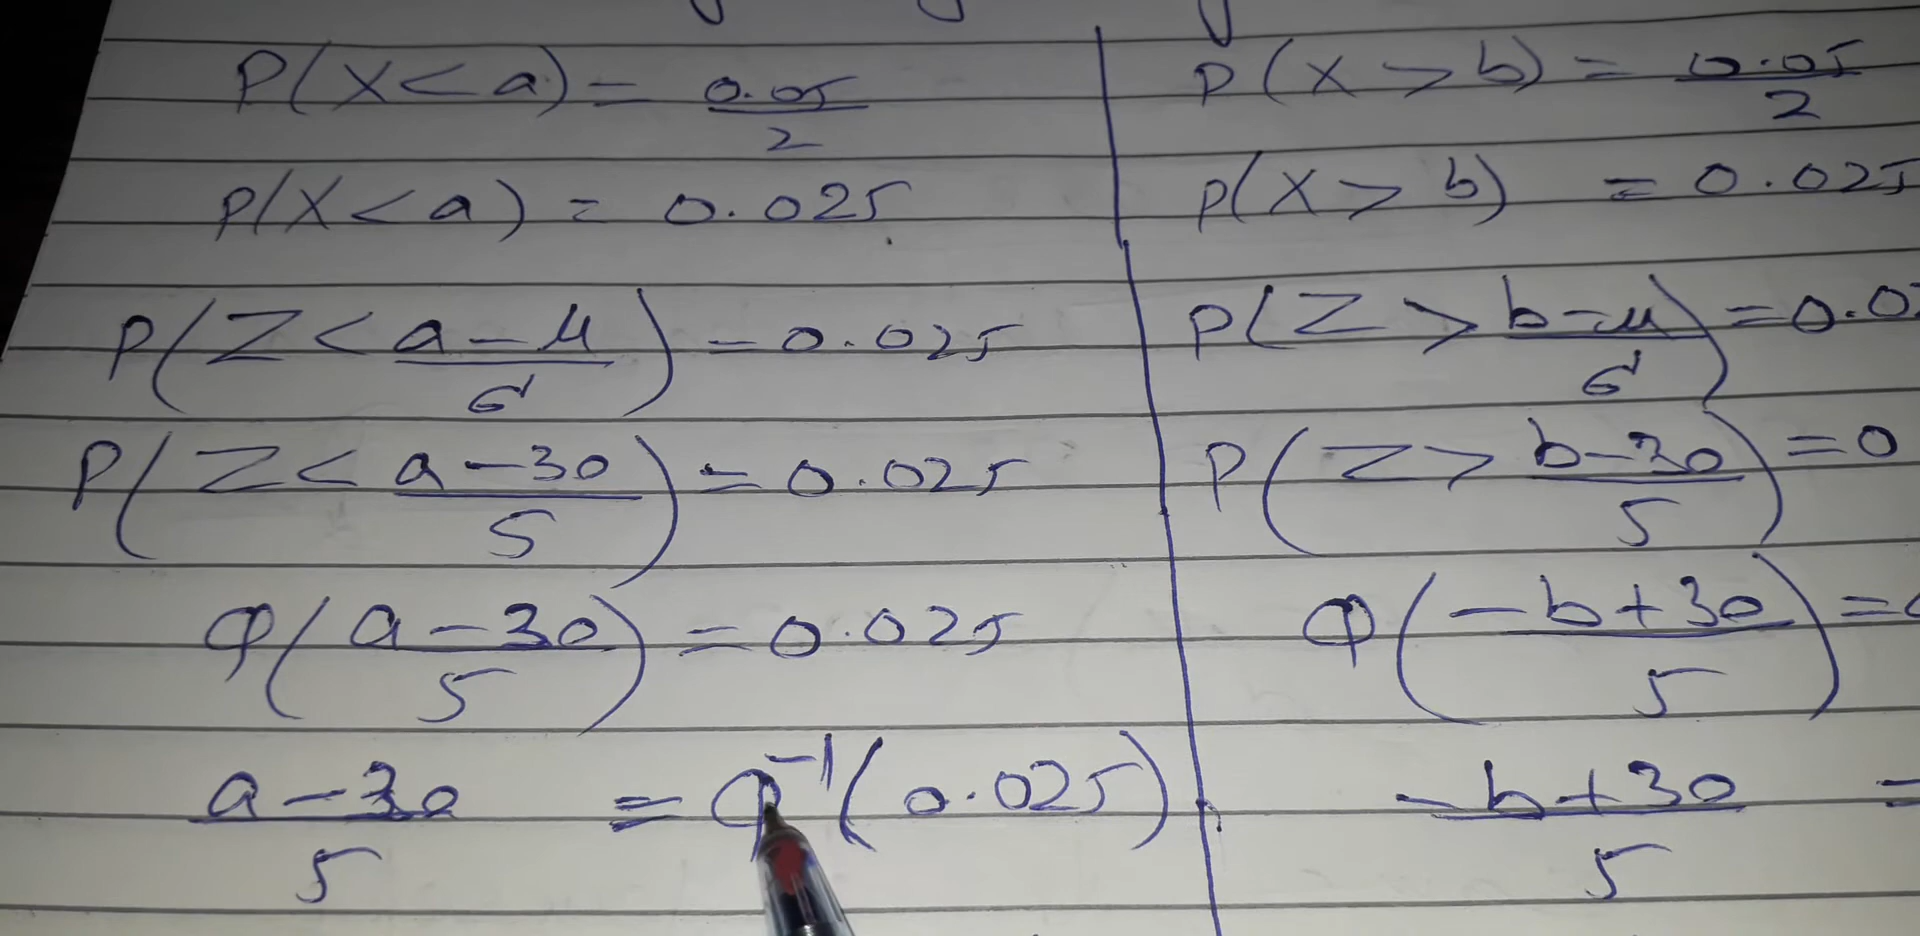 P(X < a) = 0.05/2
P(X < a) = 0.025
P(Z < (a - μ)/σ) = 0.025
P(Z < (a - 30)/5) = 0.025
φ((a - 30)/5) = 0.025
(a - 30)/5 = φ⁻¹(0.025)
P(X > b) = 0.05/2
P(X > b) = 0.025
P(Z > (b - μ)/σ) = 0.0
P(Z > (b - 30)/5) = 0
φ((-b + 30)/5) =
(-b + 30)/5 =